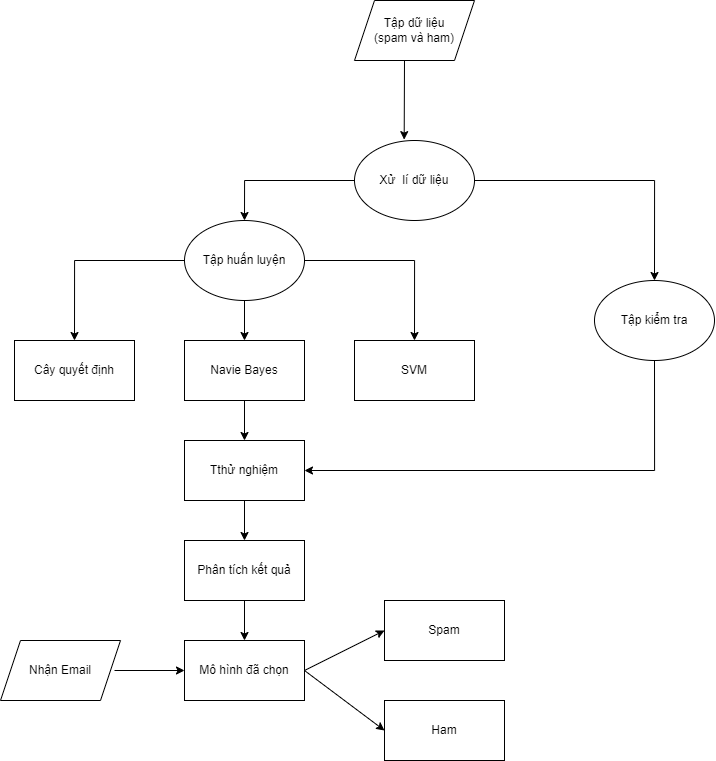 Tập dữ liệu
(spam và ham)
Xử lí dữ liệu
Tập huấn luyện
Tập kiểm tra
Cây quyết định
Navie Bayes
SVM
Tthử nghiệm
Phân tích kết quả
Spam
Nhận Email
Mô hình đã chọn
Ham